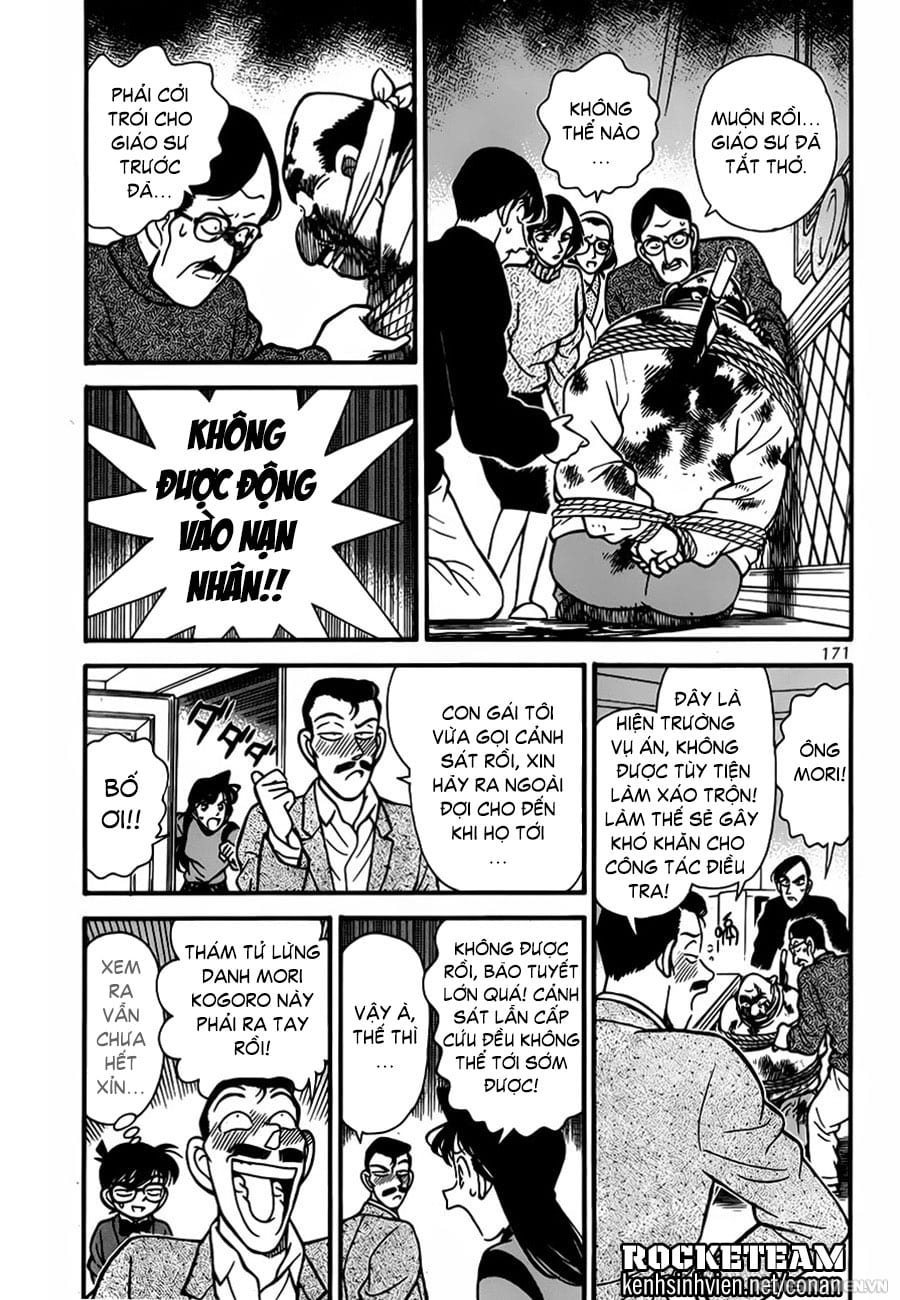 MUỘN RỒI...
GIÁO SƯ ĐÃ
TẮT THỞ.
KHÔNG
THỂ NÀO
...
PHẢI CỞI
TRÓI CHO
GIÁO SƯ
TRƯỚC
ĐÃ...
KHÔNG
ĐƯỢC ĐỘNG
VÀO NẠN
NHÂN!!
171
ÔNG
MORI!
ĐÂY LÀ
HIỆN TRƯỜNG
VỤ ÁN, KHÔNG
ĐƯỢC TÙY TIỆN
LÀM XÁO TRỘN!
LÀM THẾ SẼ GÂY
KHÓ KHĂN CHO
CÔNG TÁC ĐIỀU
TRA!
CON GÁI TÔI
VỪA GỌI CẢNH
SÁT RỒI, XIN
HÃY RA NGOÀI
ĐỢI CHO ĐẾN
KHI HỌ TỚI
...
BỐ
ƠI!!
ダダダ
KHÔNG ĐƯỢC
RỒI, BÃO TUYẾT
LỚN QUÁ! CẢNH
SÁT LẪN CẤP
CỨU ĐỀU KHÔNG
THỂ TỚI SỚM
ĐƯỢC!
VẬY À,
THẾ THÌ
...
THÁM TỬ LỪNG
DANH MORI
KOGORO NÀY
PHẢI RA TAY
RỒI!
XEM
RA
VẪN
CHƯA
HẾT
XỈN...
ROCKETEAM
kenhsinhvien.net/conan